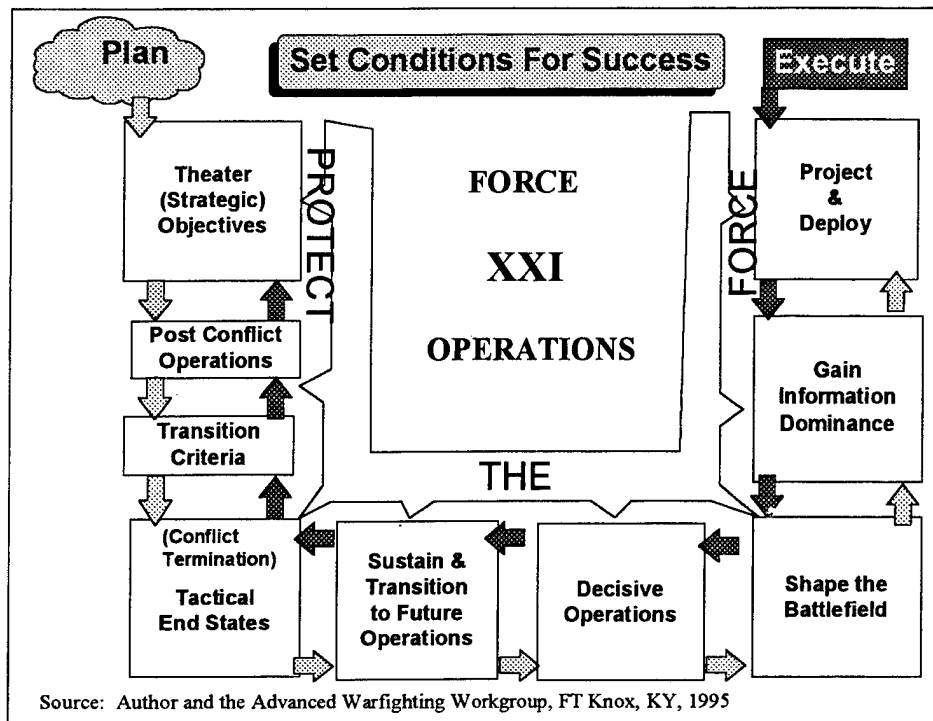 Plan
Set Conditions For Success
Execute
Theater
(Strategic)
Objectives
PROTECT
FORCE
XXI
OPERATIONS
FORCE
Project
&
Deploy
Post Conflict
Operations
Gain
Information
Dominance
Transition
Criteria
THE
(Conflict
Termination)
Tactical
End States
Sustain &
Transition
to Future
Operations
Decisive
Operations
Shape the
Battlefield
Source: Author and the Advanced Warfighting Workgroup, FT Knox, KY, 1995